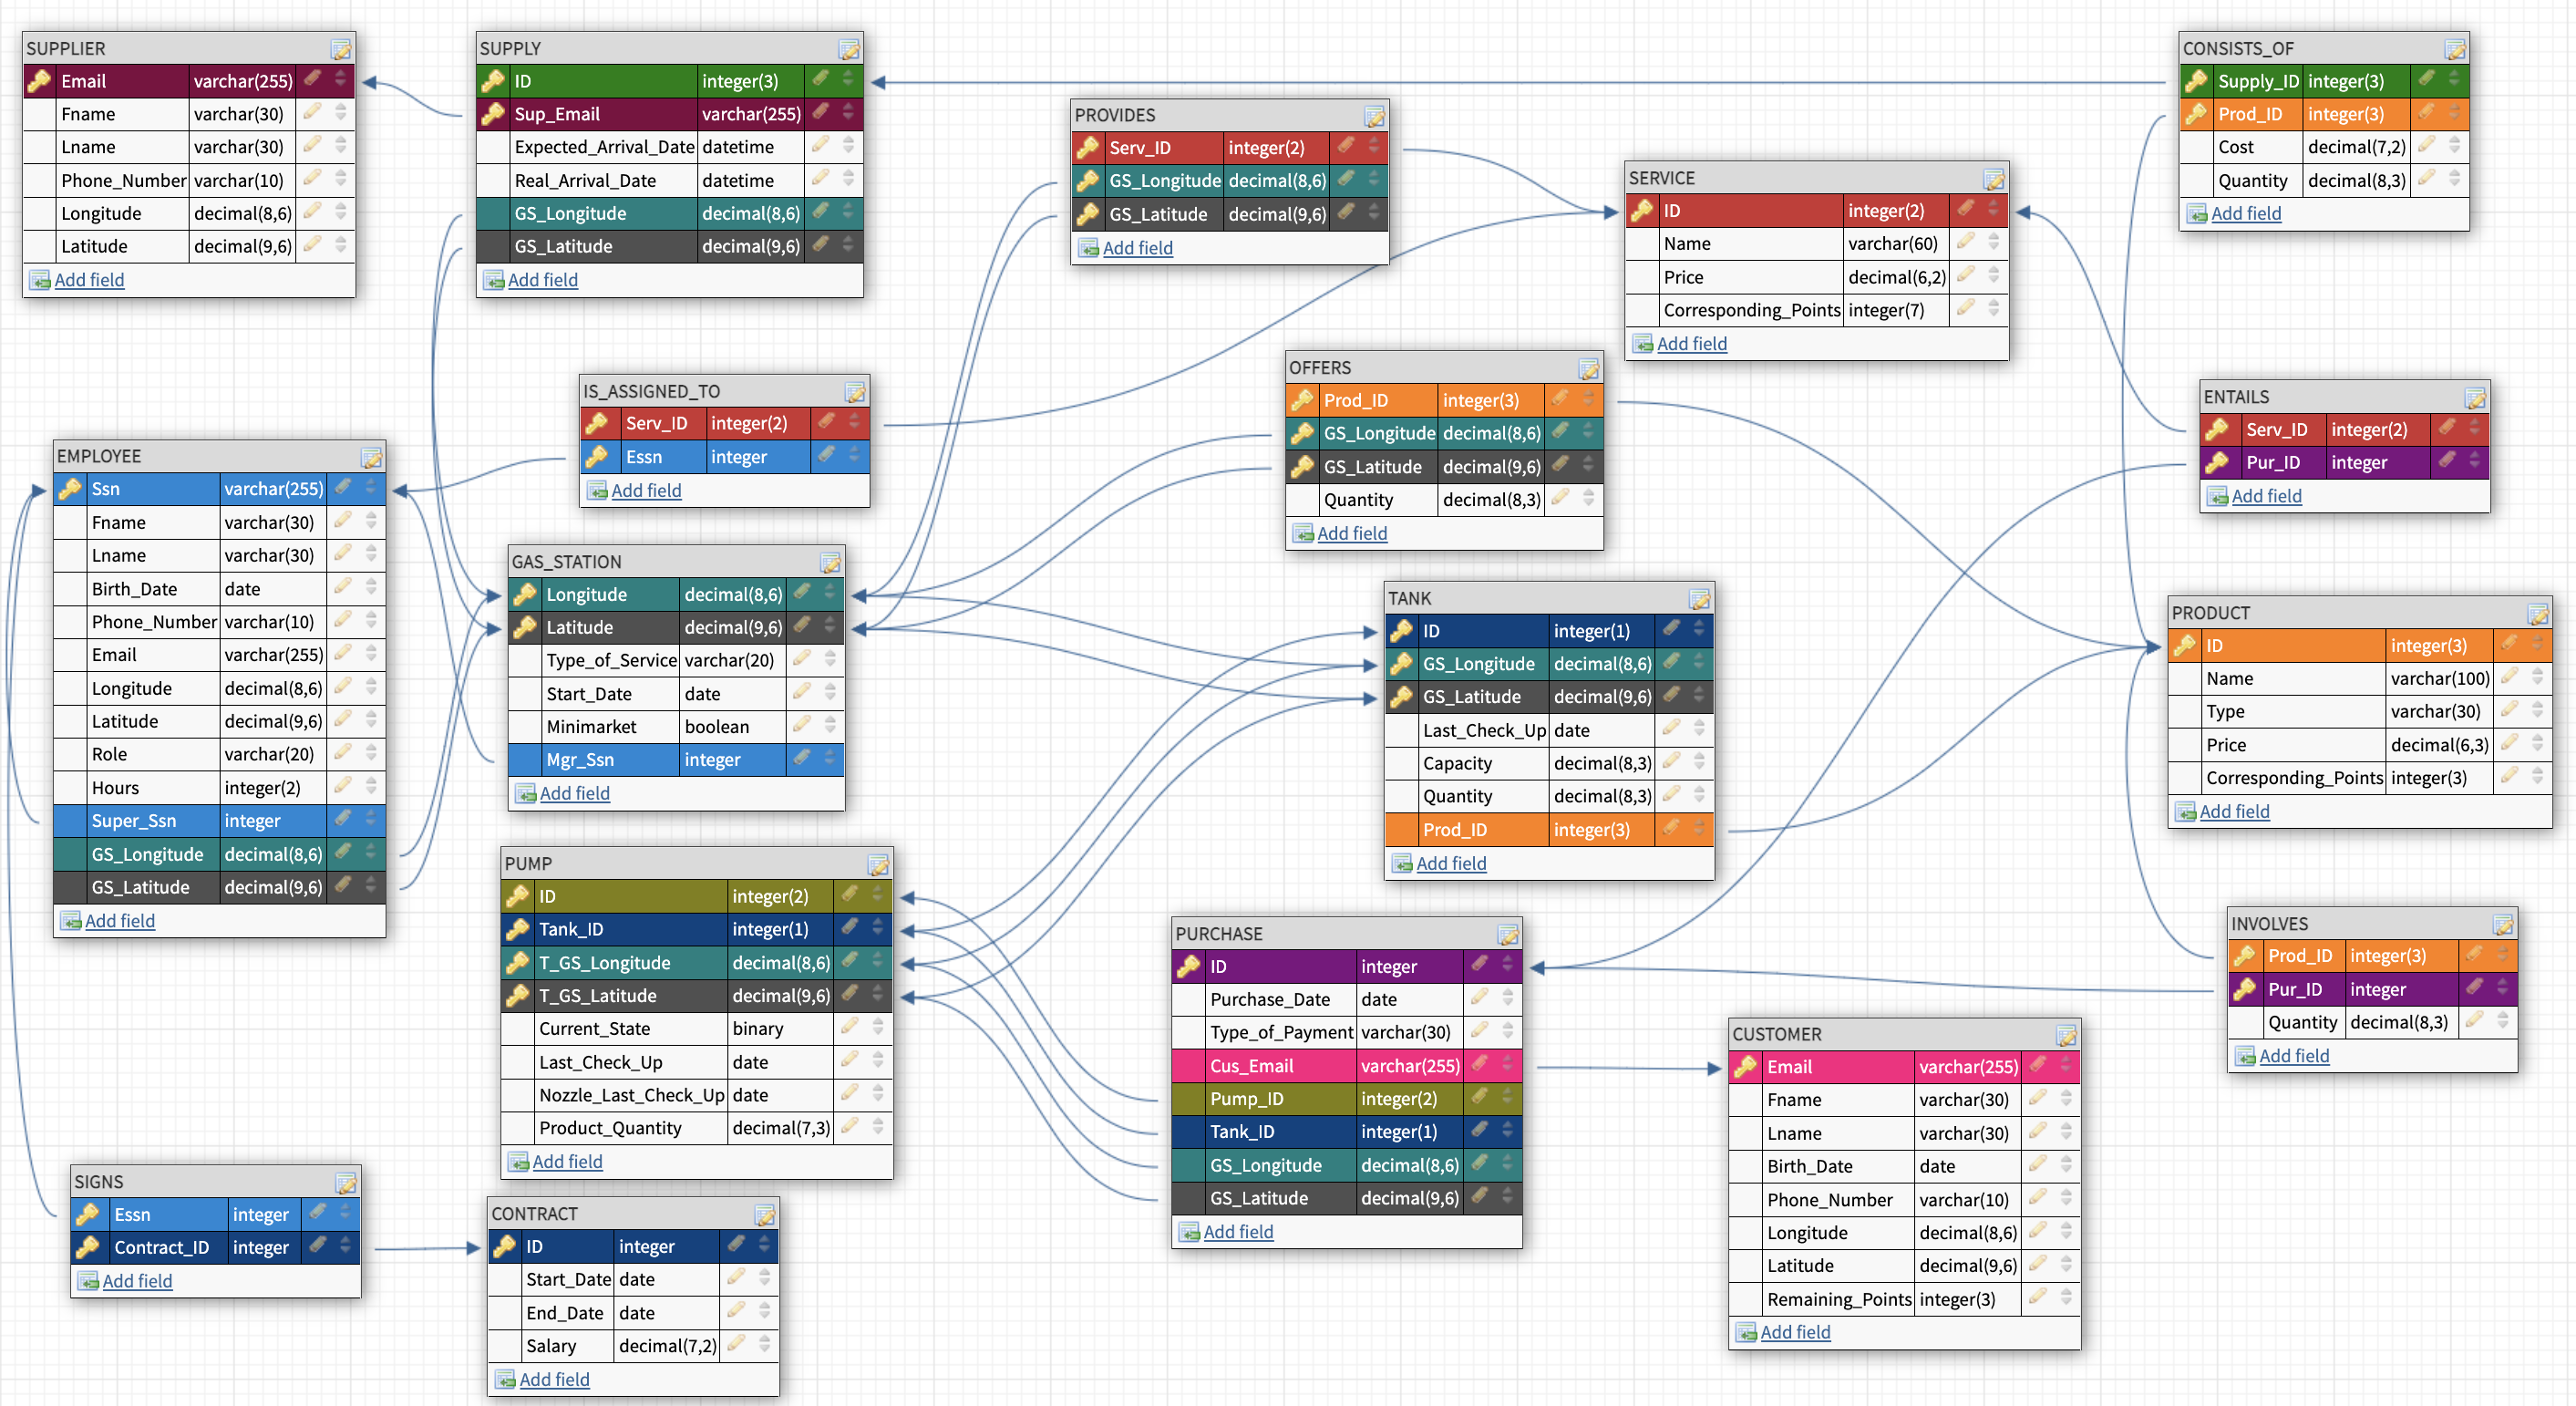 SUPPLIER
Email varchar(255)
Fname varchar(30)
Lname varchar(30)
Phone_Number varchar(10)
Longitude decimal(8,6)
Latitude decimal(9,6)
Add field
SUPPLY
ID integer(3)
Sup_Email varchar(255)
Expected_Arrival_Date datetime
Real_Arrival_Date datetime
GS_Longitude decimal(8,6)
GS_Latitude decimal(9,6)
Add field
PROVIDES
Serv_ID integer(2)
GS_Longitude decimal(8,6)
GS_Latitude decimal(9,6)
Add field
SERVICE
ID integer(2)
Name varchar(60)
Price decimal(6,2)
Corresponding_Points integer(7)
Add field
CONSISTS_OF
Supply_ID integer(3)
Prod_ID integer(3)
Cost decimal(7,2)
Quantity decimal(8,3)
Add field
IS_ASSIGNED_TO
Serv_ID integer(2)
Essn integer
Add field
OFFERS
Prod_ID integer(3)
GS_Longitude decimal(8,6)
GS_Latitude decimal(9,6)
Quantity decimal(8,3)
Add field
ENTAILS
Serv_ID integer(2)
Pur_ID integer
Add field
EMPLOYEE
Ssn varchar(255)
Fname varchar(30)
Lname varchar(30)
Birth_Date date
Phone_Number varchar(10)
Email varchar(255)
Longitude decimal(8,6)
Latitude decimal(9,6)
Role varchar(20)
Hours integer(2)
Super_Ssn integer
GS_Longitude decimal(8,6)
GS_Latitude decimal(9,6)
Add field
GAS_STATION
Longitude decimal(8,6)
Latitude decimal(9,6)
Type_of_Service varchar(20)
Start_Date date
Minimarket boolean
Mgr_Ssn integer
Add field
TANK
ID integer(1)
GS_Longitude decimal(8,6)
GS_Latitude decimal(9,6)
Last_Check_Up date
Capacity decimal(8,3)
Quantity decimal(8,3)
Prod_ID integer(3)
Add field
PRODUCT
ID integer(3)
Name varchar(100)
Type varchar(30)
Price decimal(6,3)
Corresponding_Points integer(3)
Add field
PUMP
ID integer(2)
Tank_ID integer(1)
T_GS_Longitude decimal(8,6)
T_GS_Latitude decimal(9,6)
Current_State binary
Last_Check_Up date
Nozzle_Last_Check_Up date
Product_Quantity decimal(7,3)
Add field
PURCHASE
ID integer
Purchase_Date date
Type_of_Payment varchar(30)
Cus_Email varchar(255)
Pump_ID integer(2)
Tank_ID integer(1)
GS_Longitude decimal(8,6)
GS_Latitude decimal(9,6)
Add field
INVOLVES
Prod_ID integer(3)
Pur_ID integer
Quantity decimal(8,3)
Add field
CUSTOMER
Email varchar(255)
Fname varchar(30)
Lname varchar(30)
Birth_Date date
Phone_Number varchar(10)
Longitude decimal(8,6)
Latitude decimal(9,6)
Remaining_Points integer(3)
Add field
SIGNS
Essn integer
Contract_ID integer
Add field
CONTRACT
ID integer
Start_Date date
End_Date date
Salary decimal(7,2)
Add field